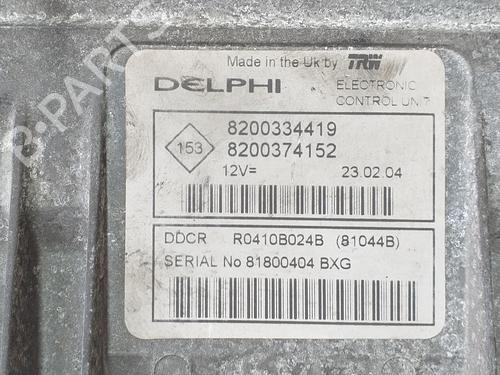 Made in the Uk by TRW
DELPHI
ELECTRONIC
CONTROL UNIT
153
8200334419
8200374152
12V= 23.02.04
DDCR R0410B024B (81044B)
SERIAL No 81800404 BXG
B-PARTS